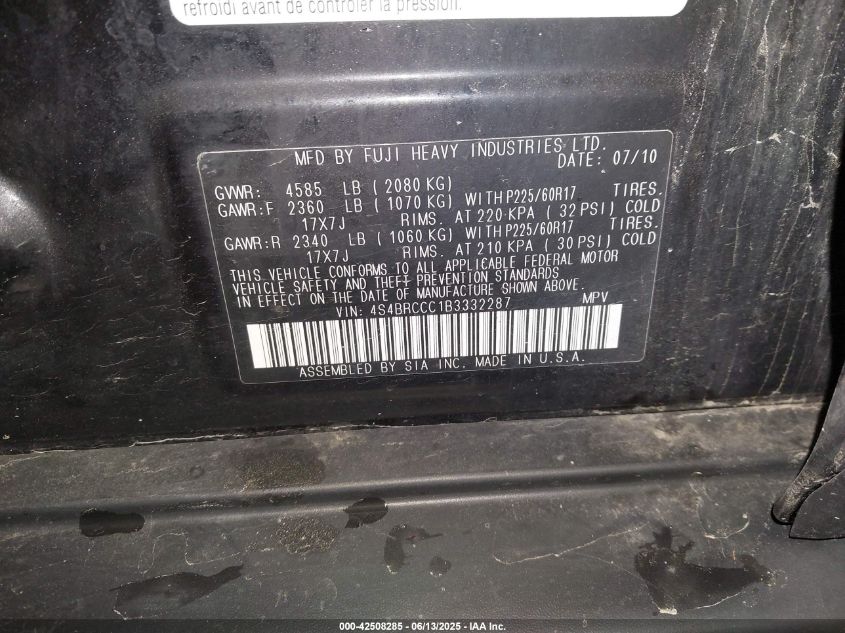 refroidi avant de contrôler la pression.
MFD BY FUJI HEAVY INDUSTRIES LTD.
DATE: 07/10
GVWR: 4585 LB ( 2080 KG)
GAWR:F 2360 LB ( 1070 KG) WITH P225/60R17 TIRES.
17X7J RIMS. AT 220 KPA ( 32 PSI) COLD
GAWR:R 2340 LB ( 1060 KG) WITH P225/60R17 TIRES.
17X7J RIMS. AT 210 KPA ( 30 PSI) COLD
THIS VEHICLE CONFORMS TO ALL APPLICABLE FEDERAL MOTOR
VEHICLE SAFETY AND THEFT PREVENTION STANDARDS
IN EFFECT ON THE DATE OF MANUFACTURE SHOWN ABOVE.
VIN: 4S4BRCCC1B3332287 MPV
ASSEMBLED BY SIA INC. MADE IN U.S.A.
000-42508285 - 06/13/2025 - IAA Inc.